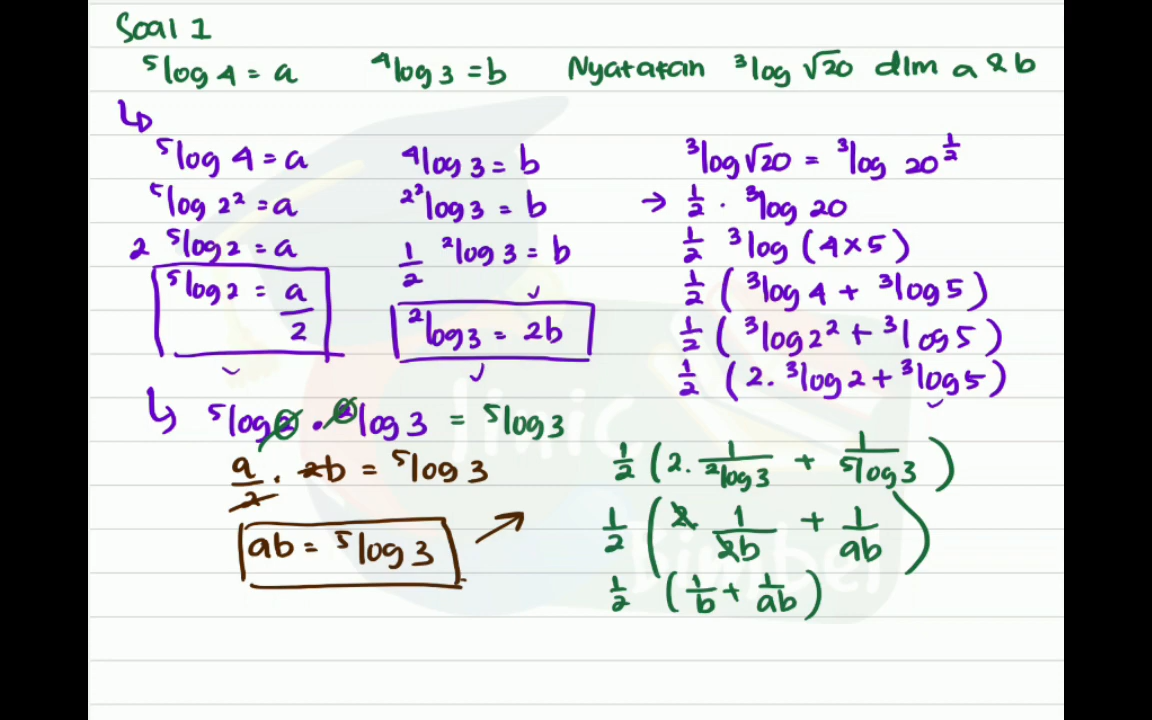 Soal 1
⁵log 4 = a    ⁴log 3 = b    Nyatatan ³log √20 dlm a & b
↳
⁵log 4 = a
⁵log 2² = a
2 ⁵log 2 = a
⁵log 2 = a/2
⁴log 3 = b
2²log 3 = b
1/2 ²log 3 = b
²log 3 = 2b
³log √20 = ³log 20^(1/2)
→ 1/2 . ³log 20
1/2 ³log (4 × 5)
1/2 (³log 4 + ³log 5)
1/2 (³log 2² + ³log 5)
1/2 (2. ³log 2 + ³log 5)
↳ ⁵log 2 . ²log 3 = ⁵log 3
a/2 . 2b = ⁵log 3
ab = ⁵log 3 →
1/2 (2. 1/²log 3 + 1/⁵log 3)
1/2 (2 1/2b + 1/ab)
1/2 (1/b + 1/ab)
Jinic
Bimbel